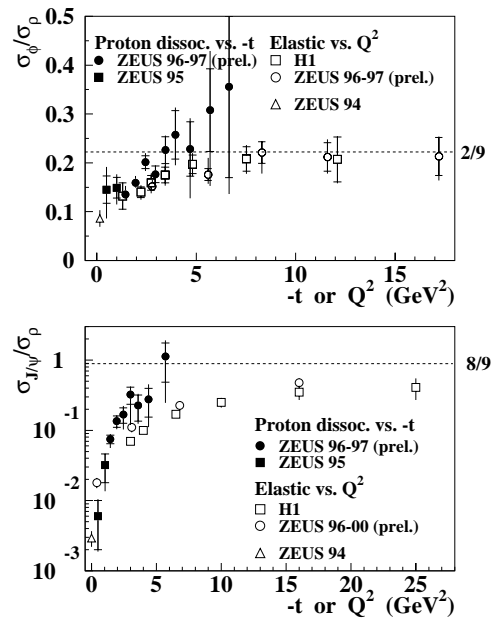 σϕ/σρ
0.5
0.4
0.3
0.2
0.1
0
Proton dissoc. vs. -t
ZEUS 96-97 (prel.)
ZEUS 95
Elastic vs. Q²
H1
ZEUS 96-97 (prel.)
ZEUS 94
2/9
0 5 10 15
-t or Q² (GeV²)
σJ/ψ/σρ
1
10⁻¹
10⁻²
10⁻³
8/9
Proton dissoc. vs. -t
ZEUS 96-97 (prel.)
ZEUS 95
Elastic vs. Q²
H1
ZEUS 96-00 (prel.)
ZEUS 94
0 5 10 15 20 25
-t or Q² (GeV²)